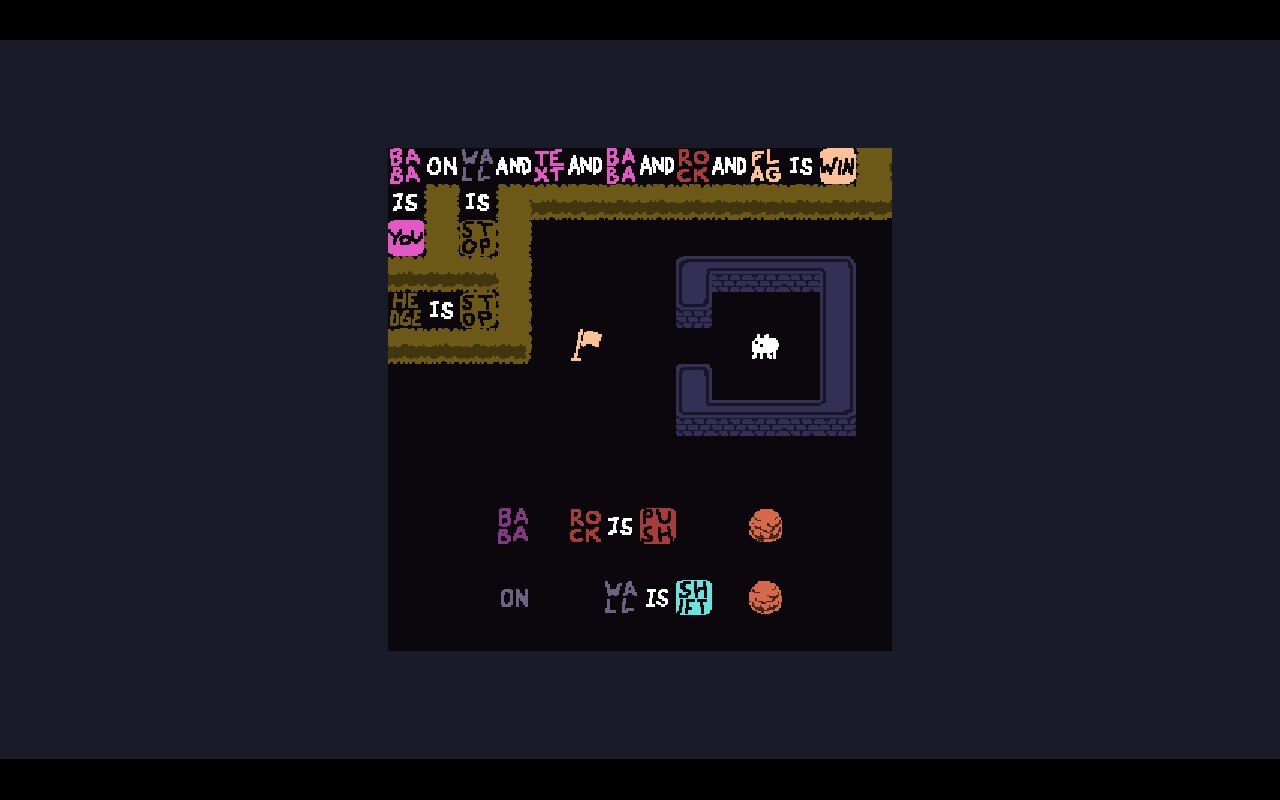 BABA ON WALL AND TEXT AND BABA AND ROCK AND FLAG IS WIN
IS IS
YOU STOP
HEDGE IS STOP
BABA ROCK IS PUSH
ON WALL IS SHIFT